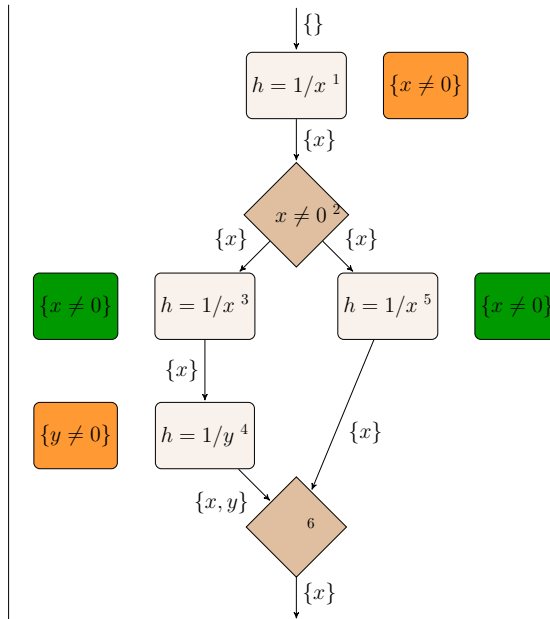 {}
h = 1/x ¹ {x ≠ 0}
{x}
x ≠ 0 ²
{x} {x}
{x ≠ 0} h = 1/x ³ h = 1/x ⁵ {x ≠ 0}
{x}
{y ≠ 0} h = 1/y ⁴ {x}
{x, y}
6
{x}